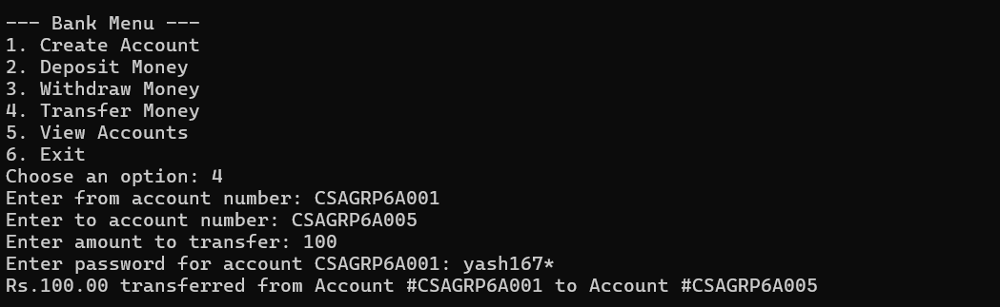 --- Bank Menu ---
1. Create Account
2. Deposit Money
3. Withdraw Money
4. Transfer Money
5. View Accounts
6. Exit
Choose an option: 4
Enter from account number: CSAGRP6A001
Enter to account number: CSAGRP6A005
Enter amount to transfer: 100
Enter password for account CSAGRP6A001: yash167*
Rs.100.00 transferred from Account #CSAGRP6A001 to Account #CSAGRP6A005